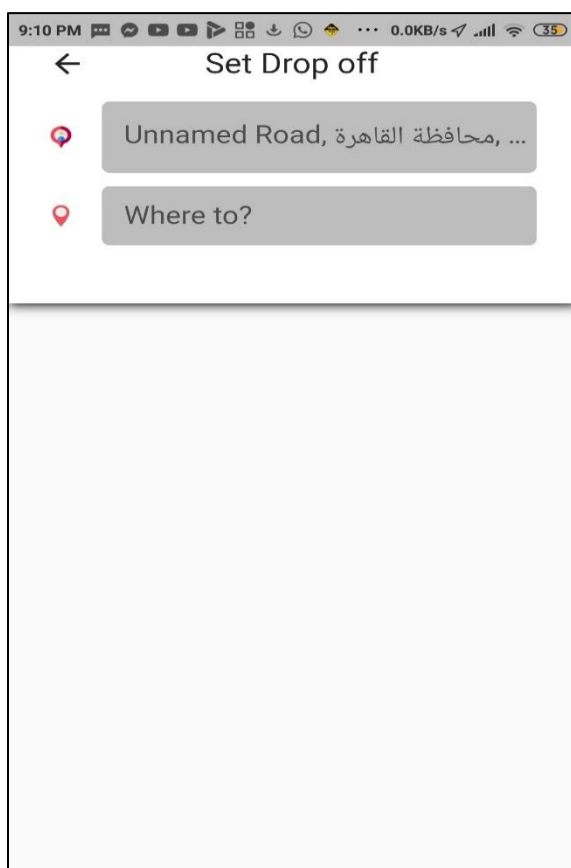 9:10 PM ... 0.0KB/s 35
Set Drop off
Unnamed Road, محافظة القاهرة, ...
Where to?